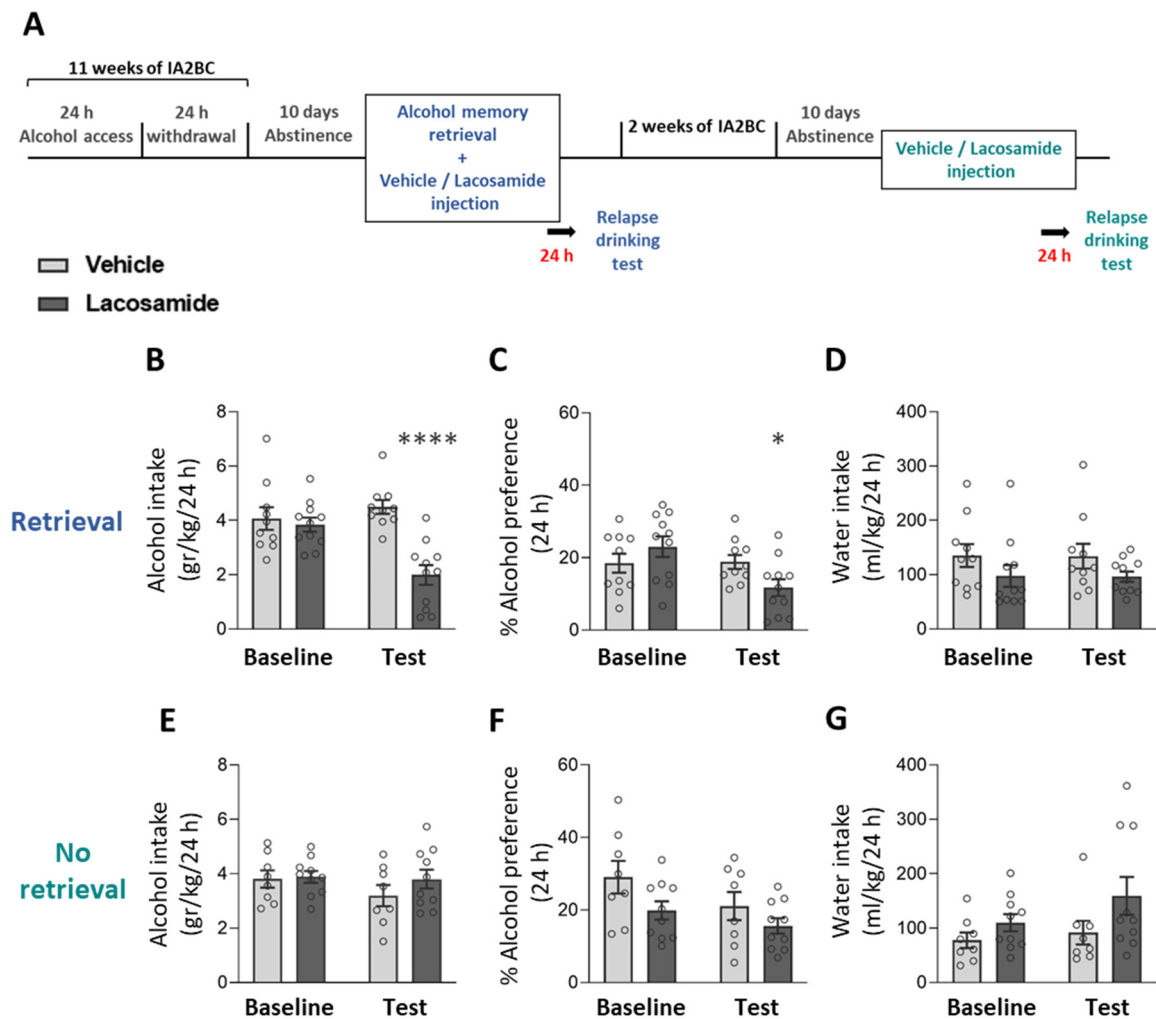 A
11 weeks of IA2BC
24 h
Alcohol access
24 h
withdrawal
10 days
Abstinence
Alcohol memory
retrieval
+
Vehicle / Lacosamide
injection
2 weeks of IA2BC
10 days
Abstinence
Vehicle / Lacosamide
injection
24 h
Relapse
drinking
test
24 h
Relapse
drinking
test
Vehicle
Lacosamide
Retrieval
B
Alcohol intake
(gr/kg/24 h)
8
6
4
2
0
****
Baseline
Test
C
% Alcohol preference
(24 h)
60
40
20
0
*
Baseline
Test
D
Water intake
(ml/kg/24 h)
400
300
200
100
0
Baseline
Test
No
retrieval
E
Alcohol intake
(gr/kg/24 h)
8
6
4
2
0
Baseline
Test
F
% Alcohol preference
(24 h)
60
40
20
0
Baseline
Test
G
Water intake
(ml/kg/24 h)
400
300
200
100
0
Baseline
Test